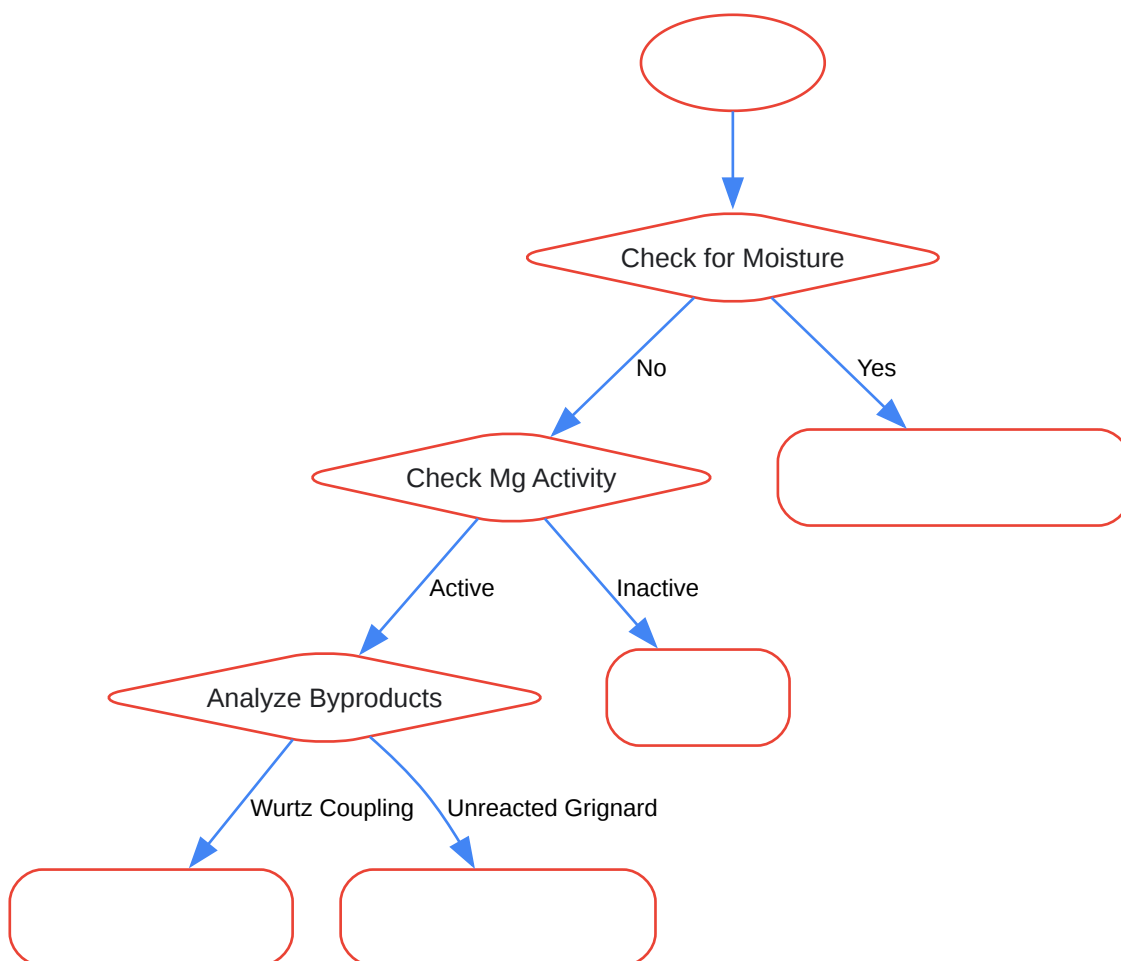 Check for Moisture
No
Yes
Check Mg Activity
Active
Inactive
Analyze Byproducts
Wurtz Coupling
Unreacted Grignard